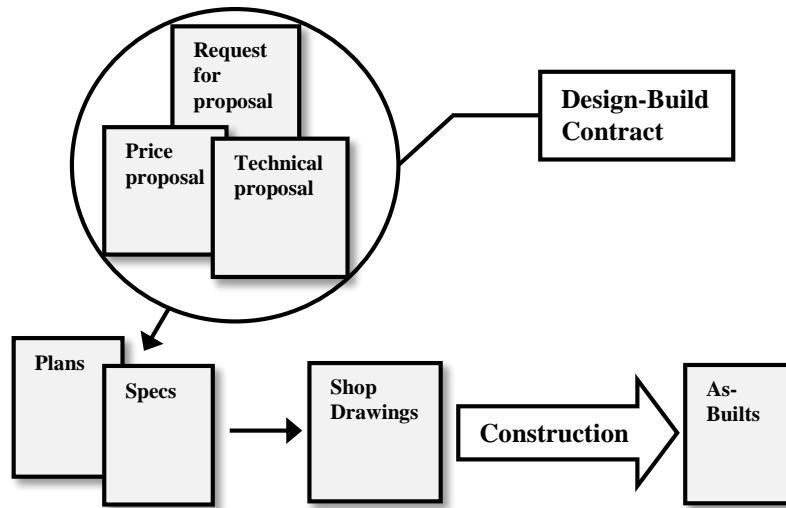 Request
for
proposal
Price
proposal
Technical
proposal
Design-Build
Contract
Plans
Specs
Shop
Drawings
Construction
As-
Builts